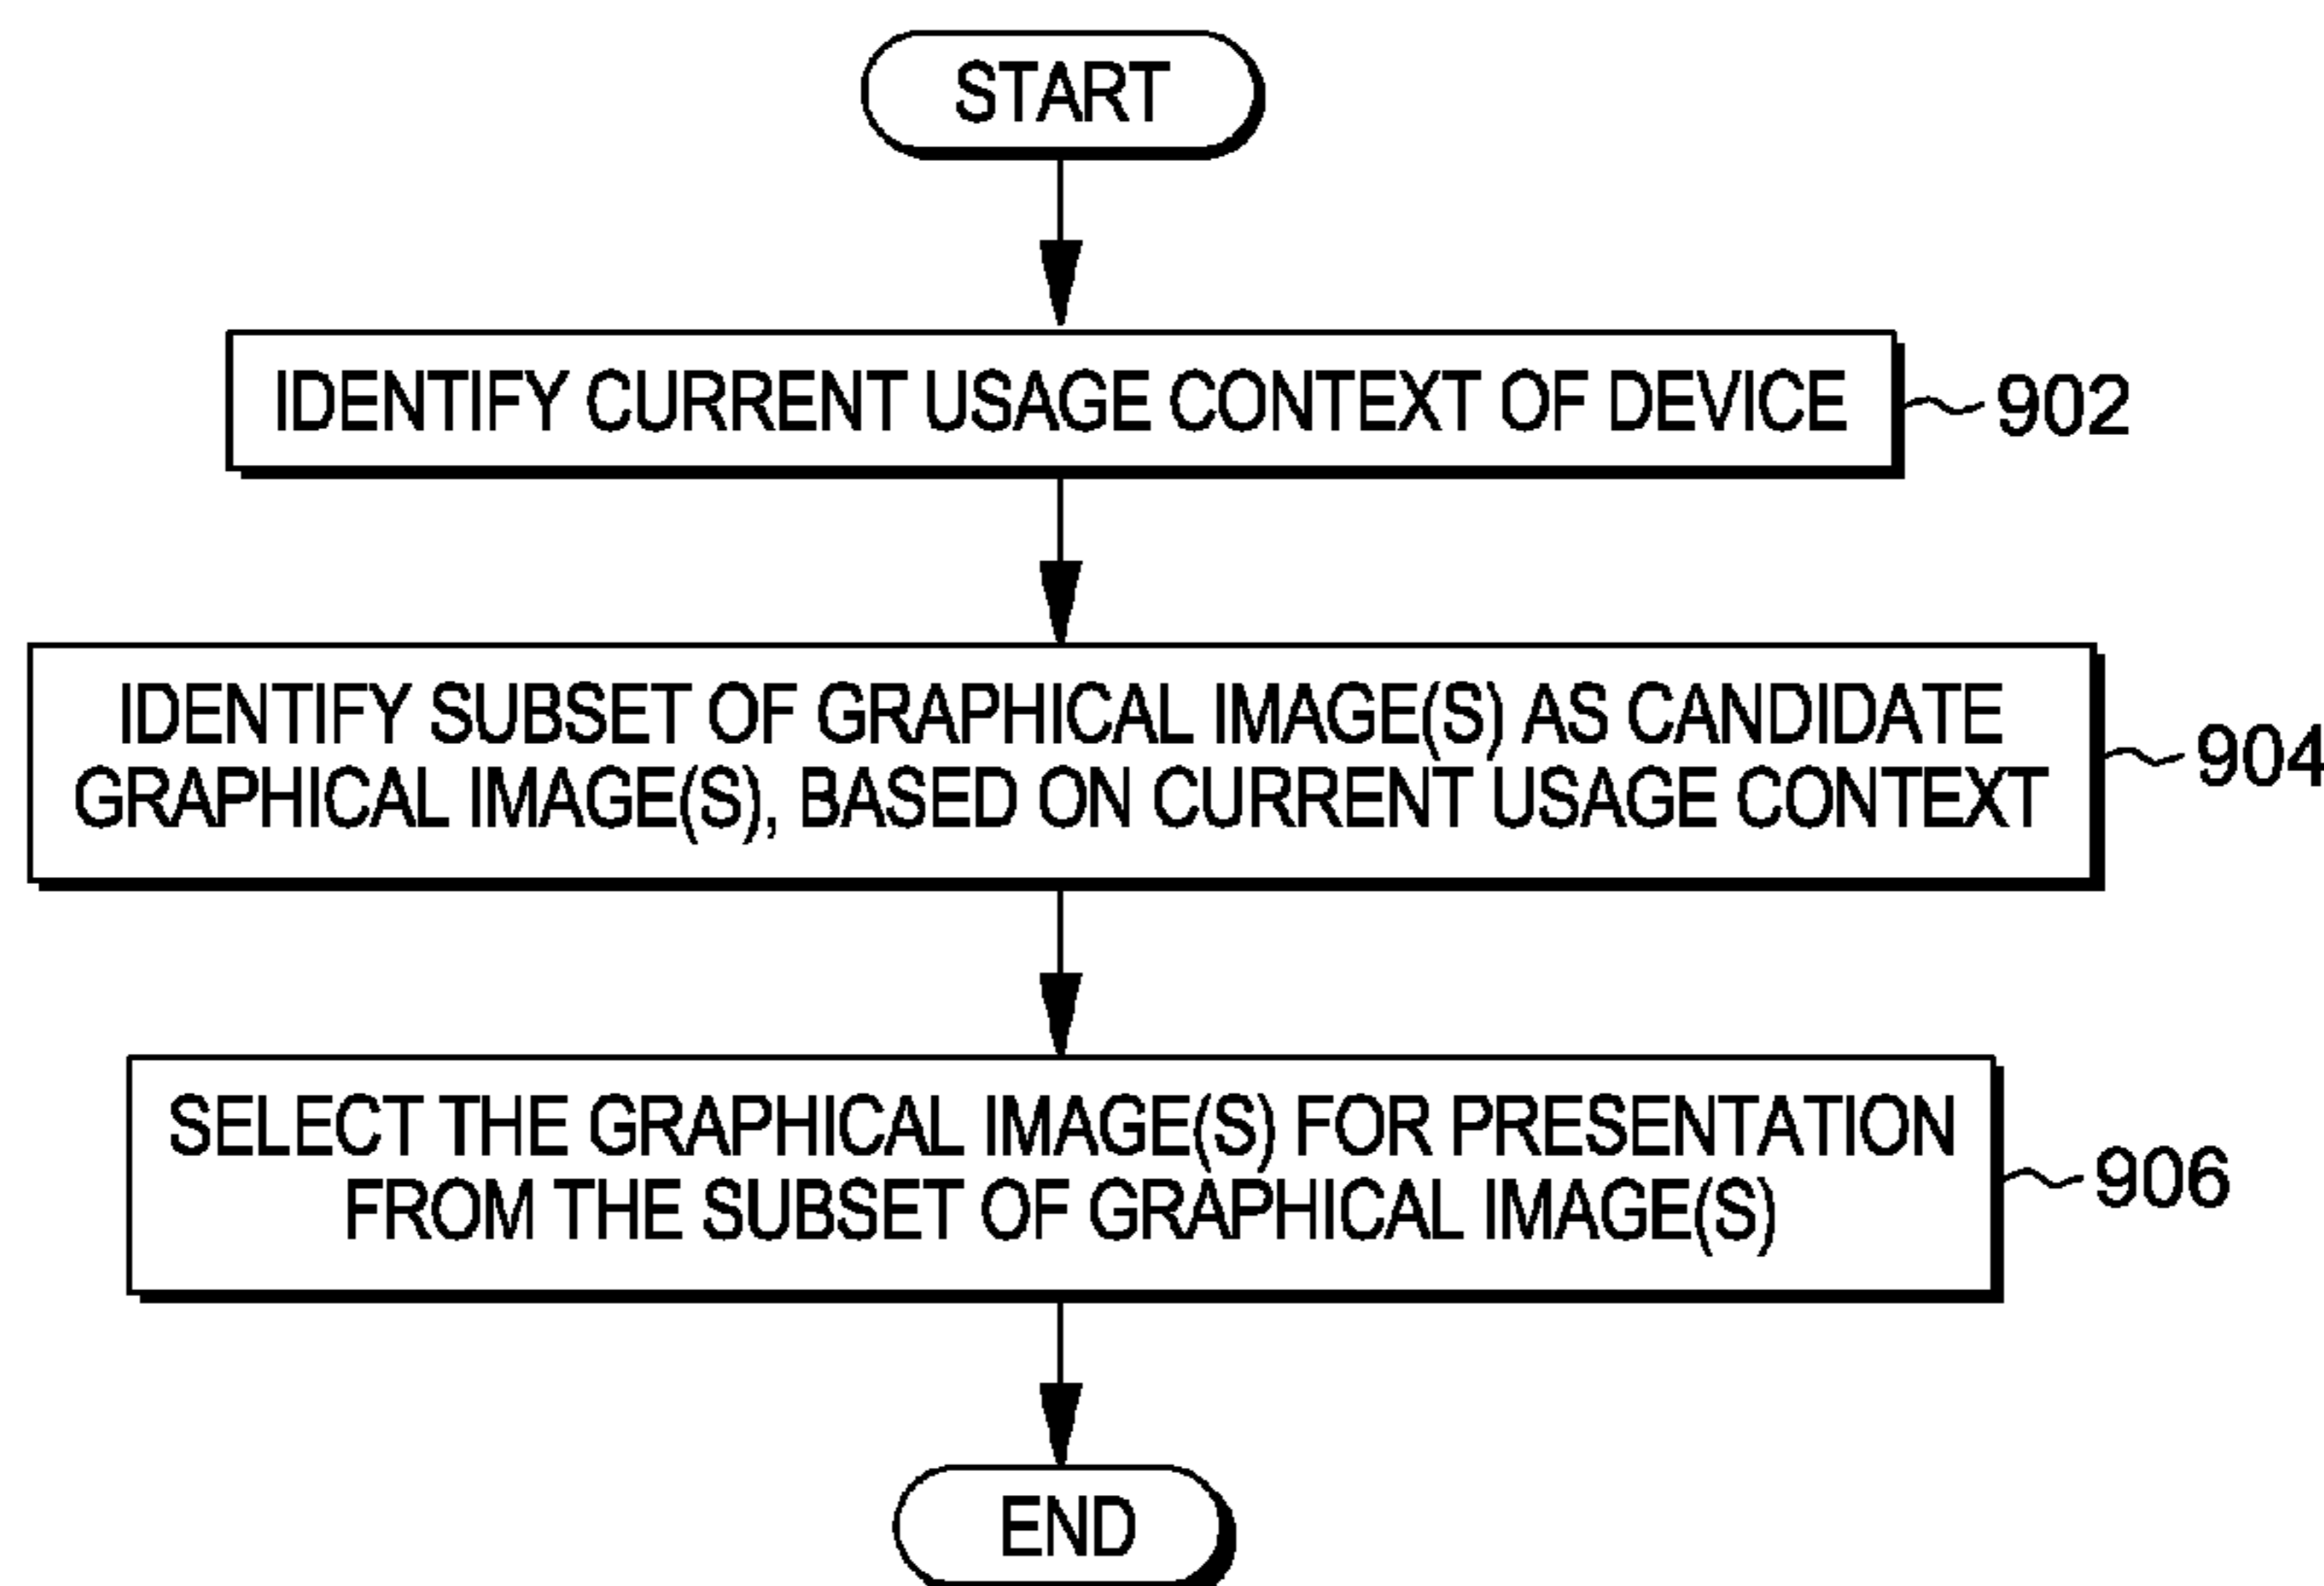 START
IDENTIFY CURRENT USAGE CONTEXT OF DEVICE
902
IDENTIFY SUBSET OF GRAPHICAL IMAGE(S) AS CANDIDATE
GRAPHICAL IMAGE(S), BASED ON CURRENT USAGE CONTEXT
904
SELECT THE GRAPHICAL IMAGE(S) FOR PRESENTATION
FROM THE SUBSET OF GRAPHICAL IMAGE(S)
906
END